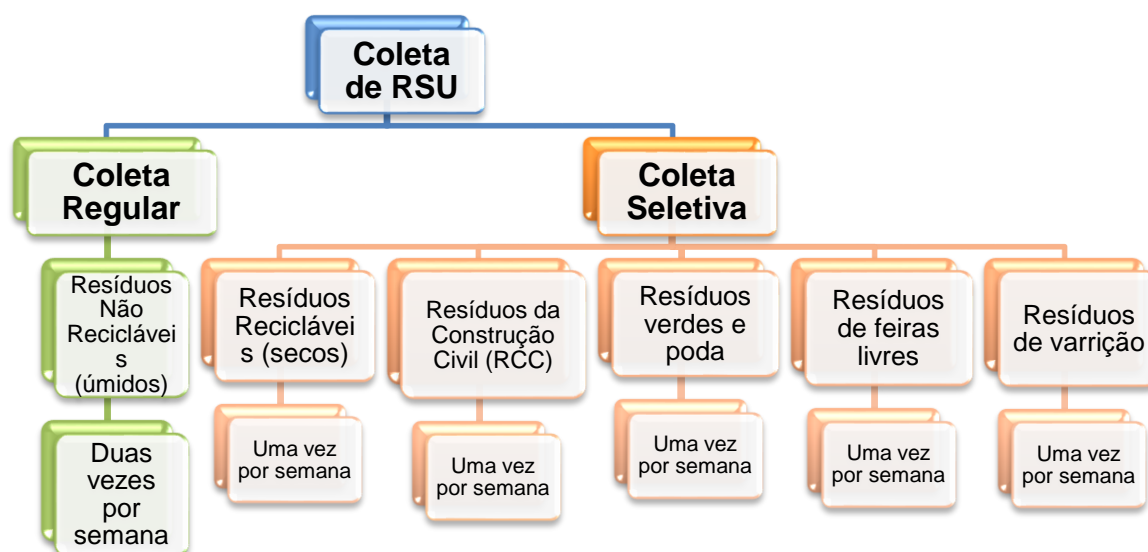 Coleta
de RSU
Coleta
Regular
Coleta
Seletiva
Resíduos
Não
Reciclávei
s
(úmidos)
Resíduos
Reciclávei
s (secos)
Resíduos da
Construção
Civil (RCC)
Resíduos
verdes e
poda
Resíduos
de feiras
livres
Resíduos
de varrição
Duas
vezes
por
semana
Uma vez
por semana
Uma vez
por semana
Uma vez
por semana
Uma vez
por semana
Uma vez
por semana